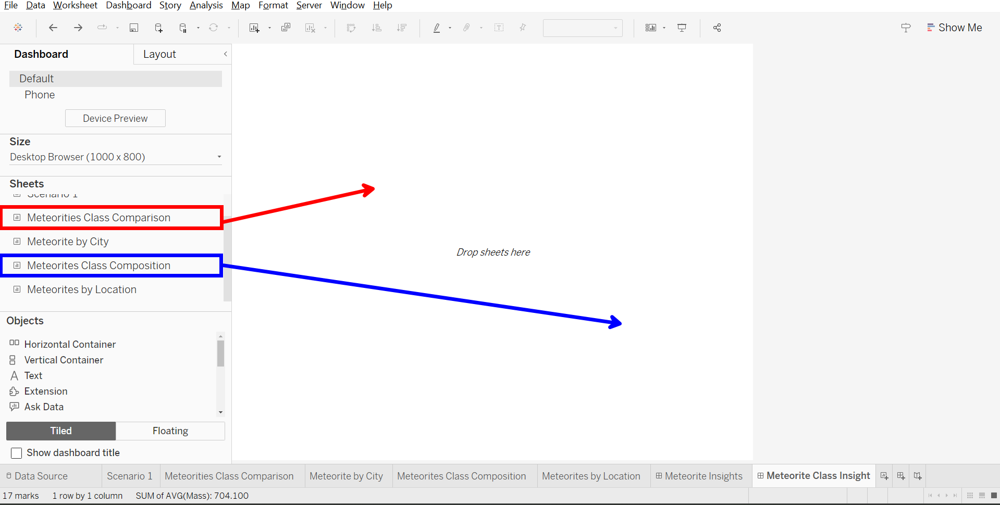 File Data Worksheet Dashboard Story Analysis Map Format Server Window Help
Show Me
Dashboard Layout
Default
Phone
Device Preview
Size
Desktop Browser (1000 x 800)
Sheets
Scenario 1
Meteorities Class Comparison
Meteorite by City
Meteorites Class Composition
Meteorites by Location
Drop sheets here
Objects
Horizontal Container
Vertical Container
Text
Extension
Ask Data
Tiled Floating
Show dashboard title
Data Source Scenario 1 Meteorities Class Comparison Meteorite by City Meteorites Class Composition Meteorites by Location Meteorite Insights Meteorite Class Insight
17 marks 1 row by 1 column SUM of AVG(Mass): 704.100